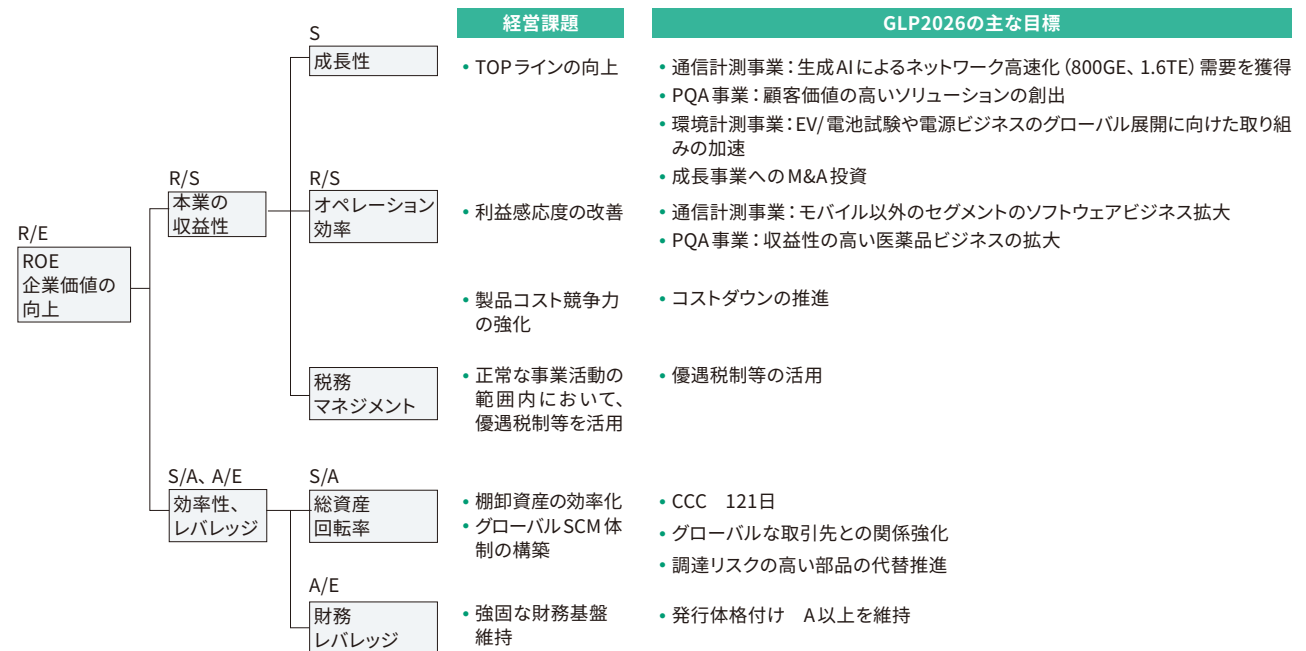 経営課題
GLP2026の主な目標
R/E
ROE
企業価値の
向上
R/S
本業の
収益性
S
成長性
• TOPラインの向上
• 通信計測事業：生成AIによるネットワーク高速化（800GE、1.6TE）需要を獲得
• PQA事業：顧客価値の高いソリューションの創出
• 環境計測事業：EV/電池試験や電源ビジネスのグローバル展開に向けた取り組
みの加速
• 成長事業へのM&A投資
R/S
オペレーション
効率
• 利益感応度の改善
• 通信計測事業：モバイル以外のセグメントのソフトウェアビジネス拡大
• PQA事業：収益性の高い医薬品ビジネスの拡大
• 製品コスト競争力
の強化
• コストダウンの推進
税務
マネジメント
• 正常な事業活動の
範囲内において、
優遇税制等を活用
• 優遇税制等の活用
S/A、A/E
効率性、
レバレッジ
S/A
総資産
回転率
• 棚卸資産の効率化
• グローバルSCM体
制の構築
• CCC　121日
• グローバルな取引先との関係強化
• 調達リスクの高い部品の代替推進
A/E
財務
レバレッジ
• 強固な財務基盤
維持
• 発行体格付け　A以上を維持